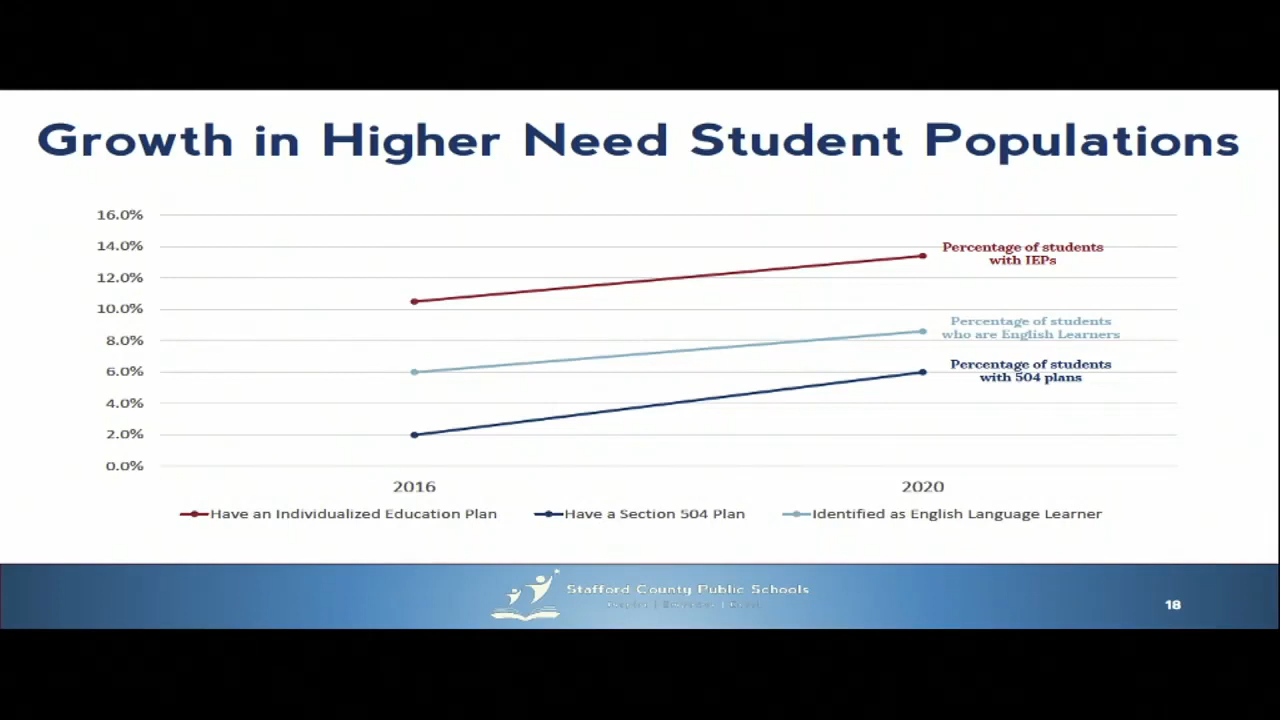 Growth in Higher Need Student Populations
16.0%
14.0%
12.0%
10.0%
8.0%
6.0%
4.0%
2.0%
0.0%
Percentage of students
with IEPs
Percentage of students
who are English Learners
Percentage of students
with 504 plans
2016
2020
Have an Individualized Education Plan
Have a Section 504 Plan
Identified as English Language Learner
Stafford County Public Schools
18